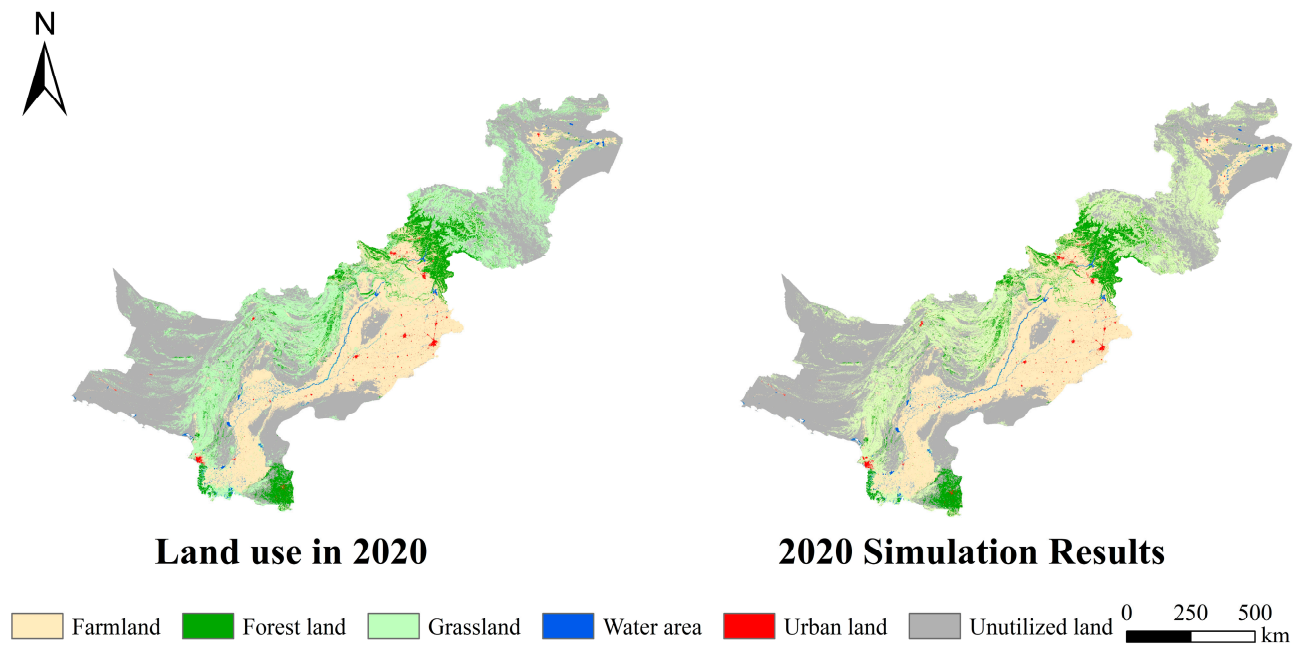 N
Land use in 2020
2020 Simulation Results
Farmland
Forest land
Grassland
Water area
Urban land
Unutilized land
0 250 500
km